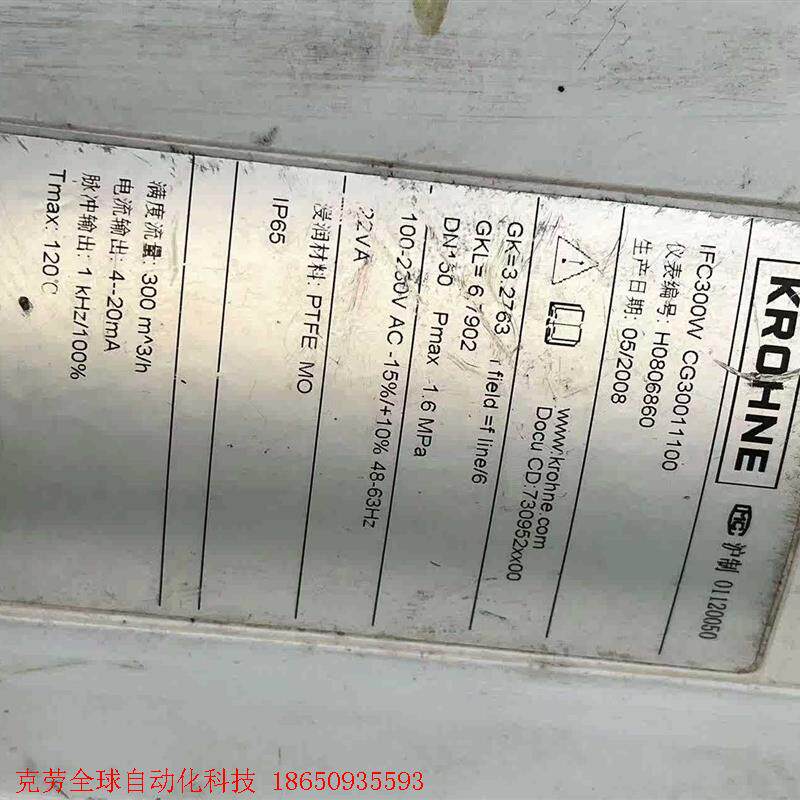 KROHNE
沪制 01120050
IFC300W CG30011100
仪表编号: H0806860
生产日期: 05/2008
www.krohne.com
Docu CD:730952xx00
GK=3.2763
GKL= 6.7902 f field =f line/6
DN150 Pmax 1.6 MPa
100-230V AC -15%/+10% 48-63Hz
22VA
浸润材料: PTFE MO
IP65
满度流量: 300 m^3/h
电流输出: 4--20mA
脉冲输出: 1 kHz/100%
Tmax: 120℃
克劳全球自动化科技 18650935593